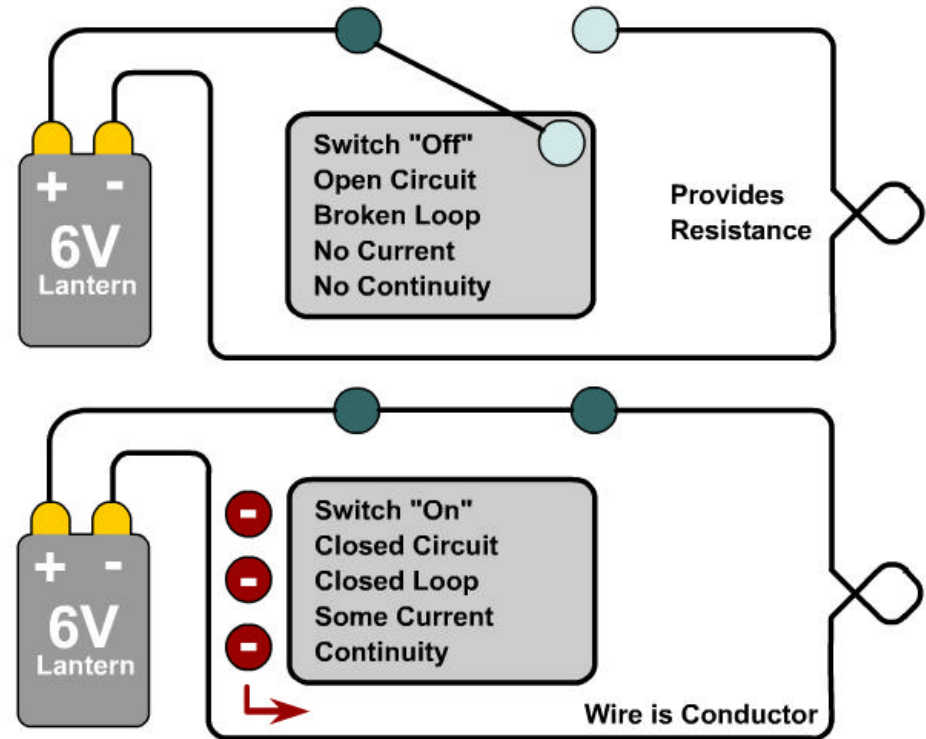 Switch "Off"
Open Circuit
Broken Loop
No Current
No Continuity
Provides
Resistance
+ -
6V
Lantern
Switch "On"
Closed Circuit
Closed Loop
Some Current
Continuity
-
-
-
+ -
6V
Lantern
Wire is Conductor